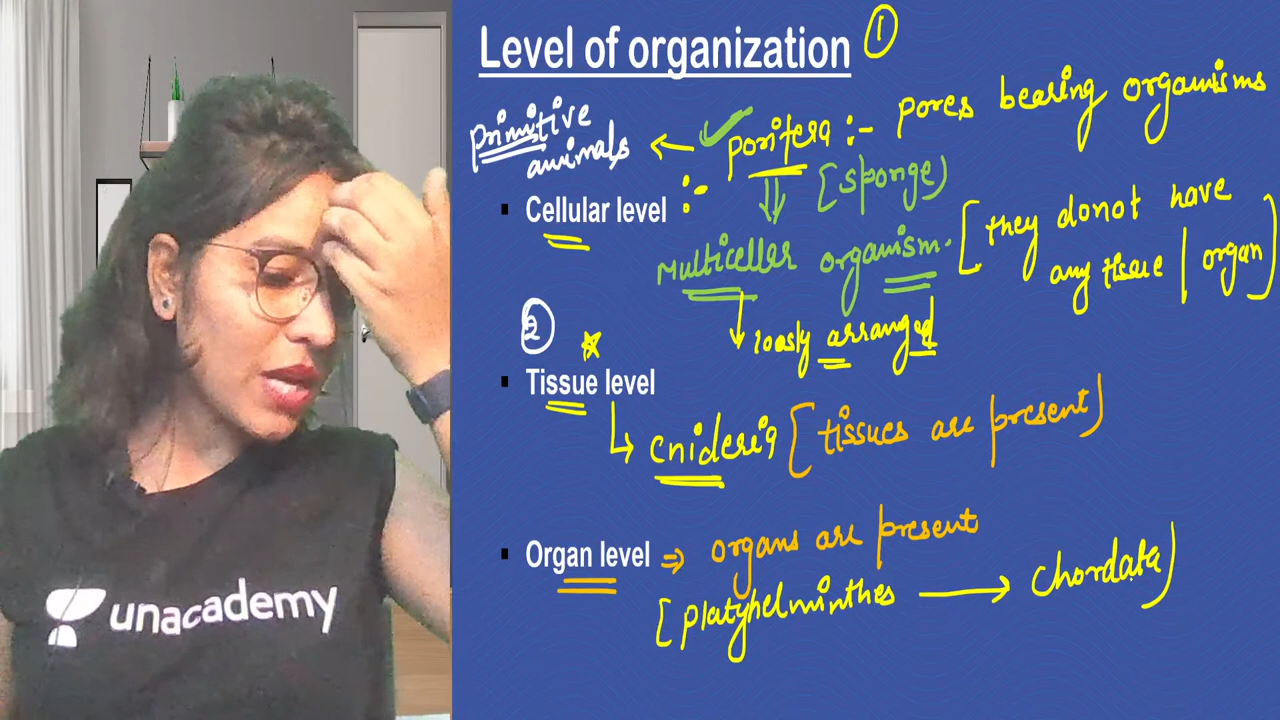 Level of organization ①
primitive animals ← ✓ porifera :- pores bearing organisms
[sponge)
▪ Cellular level :-
Multiceller organism. [they donot have
any tissue | organ)
↓ loosly arranged
②
▪ Tissue level
↳ cnideria [tissues are present)
▪ Organ level ⇒ organs are present
[platyhelminthes → chordata)
unacademy